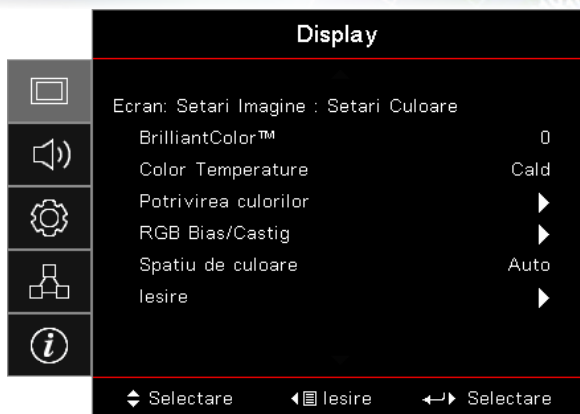 Display
Ecran: Setari Imagine : Setari Culoare
BrilliantColor™ 0
Color Temperature Cald
Potrivirea culorilor
RGB Bias/Castig
Spatiu de culoare Auto
Iesire
Selectare Iesire Selectare